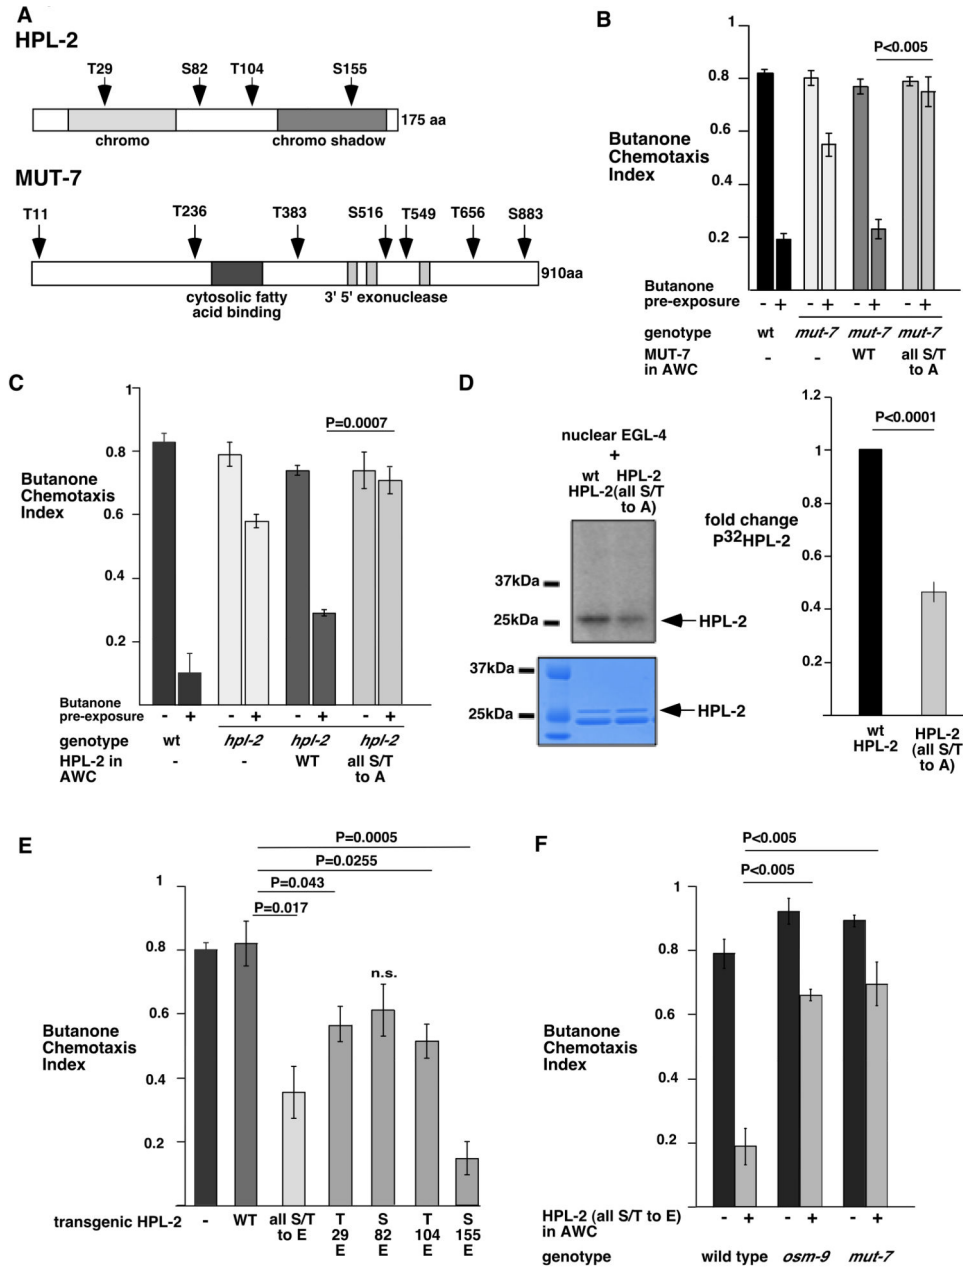 A
HPL-2
T29 S82 T104 S155
175 aa
chromo chromo shadow
MUT-7
T11 T236 T383 S516 T549 T656 S883
910aa
cytosolic fatty acid binding
3' 5' exonuclease
B
P<0.005
Butanone
Chemotaxis
Index
1
0.8
0.6
0.4
0.2
Butanone
pre-exposure - + - + - + - +
genotype wt mut-7 mut-7 mut-7
MUT-7 in AWC - - WT all S/T to A
C
P=0.0007
Butanone
Chemotaxis
Index
1
0.8
0.6
0.4
0.2
Butanone
pre-exposure - + - + - + - +
genotype wt hpl-2 hpl-2 hpl-2
HPL-2 in AWC - - WT all S/T to A
D
nuclear EGL-4
+
wt HPL-2
HPL-2 (all S/T to A)
37kDa
25kDa
HPL-2
37kDa
25kDa
HPL-2
P<0.0001
fold change
P32HPL-2
1.2
1
0.8
0.6
0.4
0.2
wt HPL-2
HPL-2 (all S/T to A)
E
P=0.0005
P=0.0255
P=0.043
P=0.017
n.s.
Butanone
Chemotaxis
Index
1
0.8
0.6
0.4
0.2
transgenic HPL-2 - WT all S/T to E T 29 E S 82 E T 104 E S 155 E
F
P<0.005
P<0.005
Butanone
Chemotaxis
Index
1
0.8
0.6
0.4
0.2
HPL-2 (all S/T to E)
in AWC - + - + - +
genotype wild type osm-9 mut-7